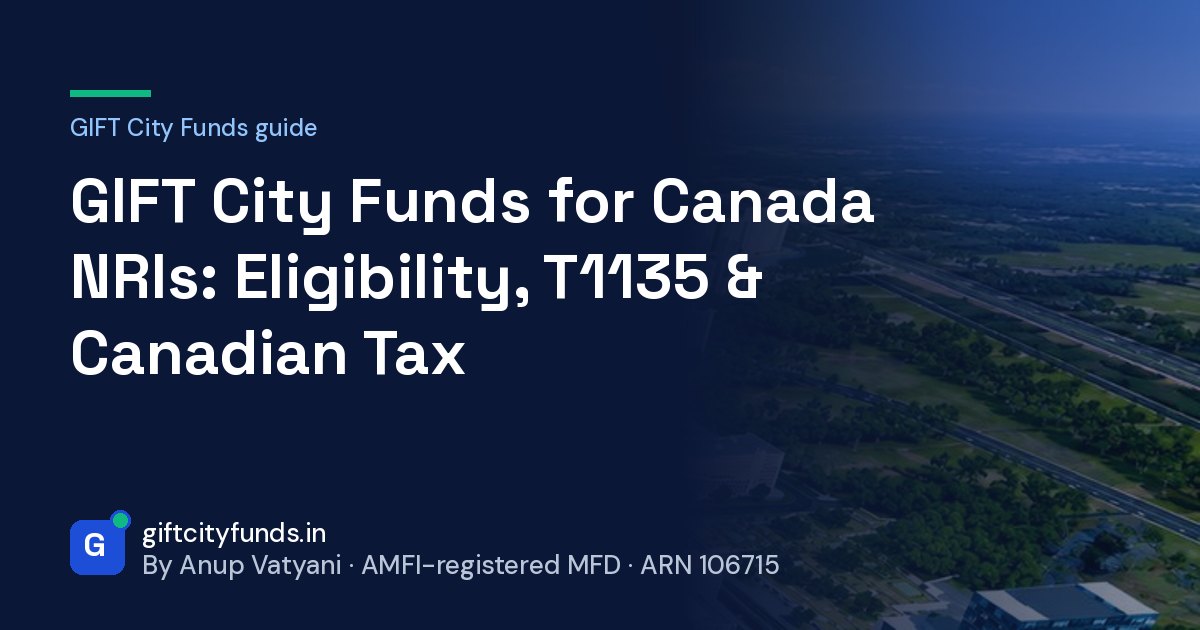 GIFT City Funds guide
GIFT City Funds for Canada
NRIs: Eligibility, T1135 &
Canadian Tax
G
giftcityfunds.in
By Anup Vatyani · AMFI-registered MFD · ARN 106715